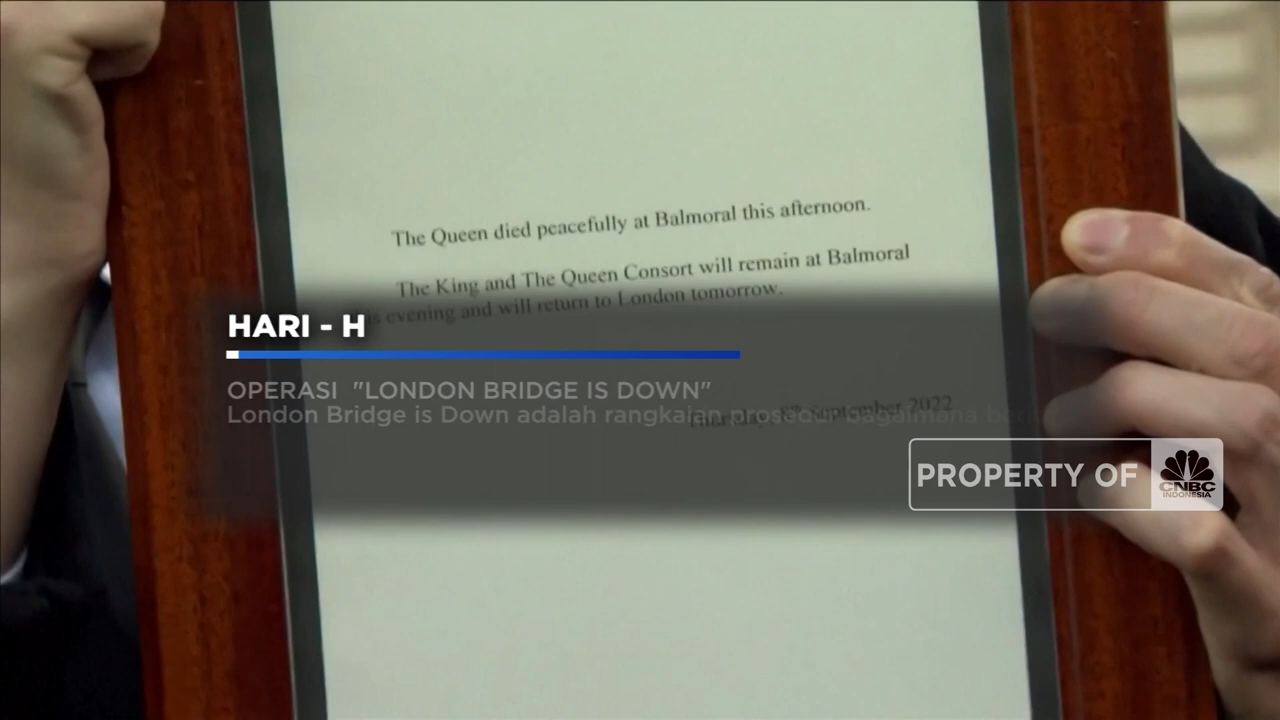 The Queen died peacefully at Balmoral this afternoon.
The King and The Queen Consort will remain at Balmoral
evening and will return to London tomorrow.
HARI - H
OPERASI "LONDON BRIDGE IS DOWN"
London Bridge is Down adalah rangkaian prosedur bagaimana
September 2022
PROPERTY OF CNBC
INDONESIA